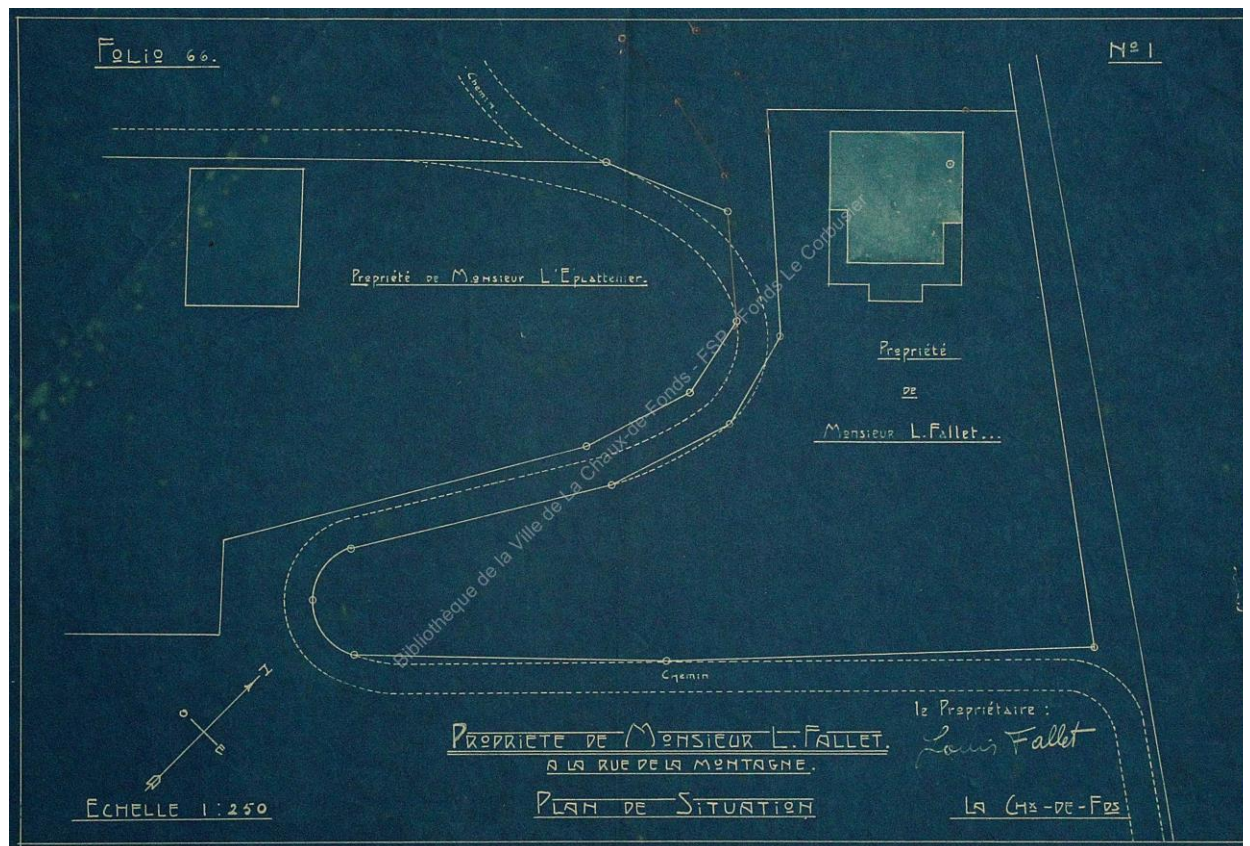 Folio 66.
Nº 1
Chemin
Propriété de Monsieur L'Eplattenier.
Propriété
de
Monsieur L. Fallet...
Chemin
N
O
E
Echelle 1:250
Propriete de Monsieur L. Fallet.
a la rue de la Montagne.
Plan de Situation
le Propriétaire :
Louis Fallet
La Chx-de-Fds
Bibliothèque de la Ville de La Chaux-de-Fonds - FSP - Fonds Le Corbusier